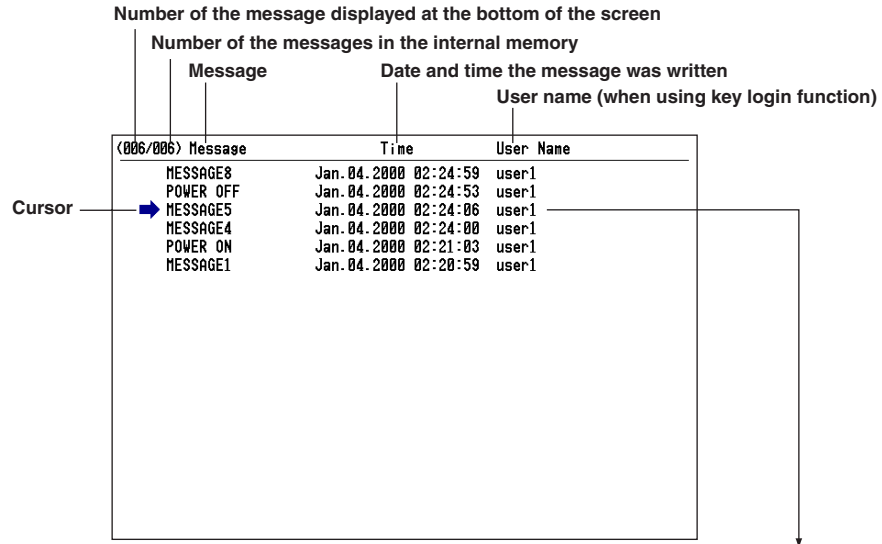 Number of the message displayed at the bottom of the screen
Number of the messages in the internal memory
Message Date and time the message was written
User name (when using key login function)
(006/006) Message Time User Name
MESSAGE8 Jan.04.2000 02:24:59 user1
POWER OFF Jan.04.2000 02:24:53 user1
Cursor MESSAGE5 Jan.04.2000 02:24:06 user1
MESSAGE4 Jan.04.2000 02:24:00 user1
POWER ON Jan.04.2000 02:21:03 user1
MESSAGE1 Jan.04.2000 02:20:59 user1